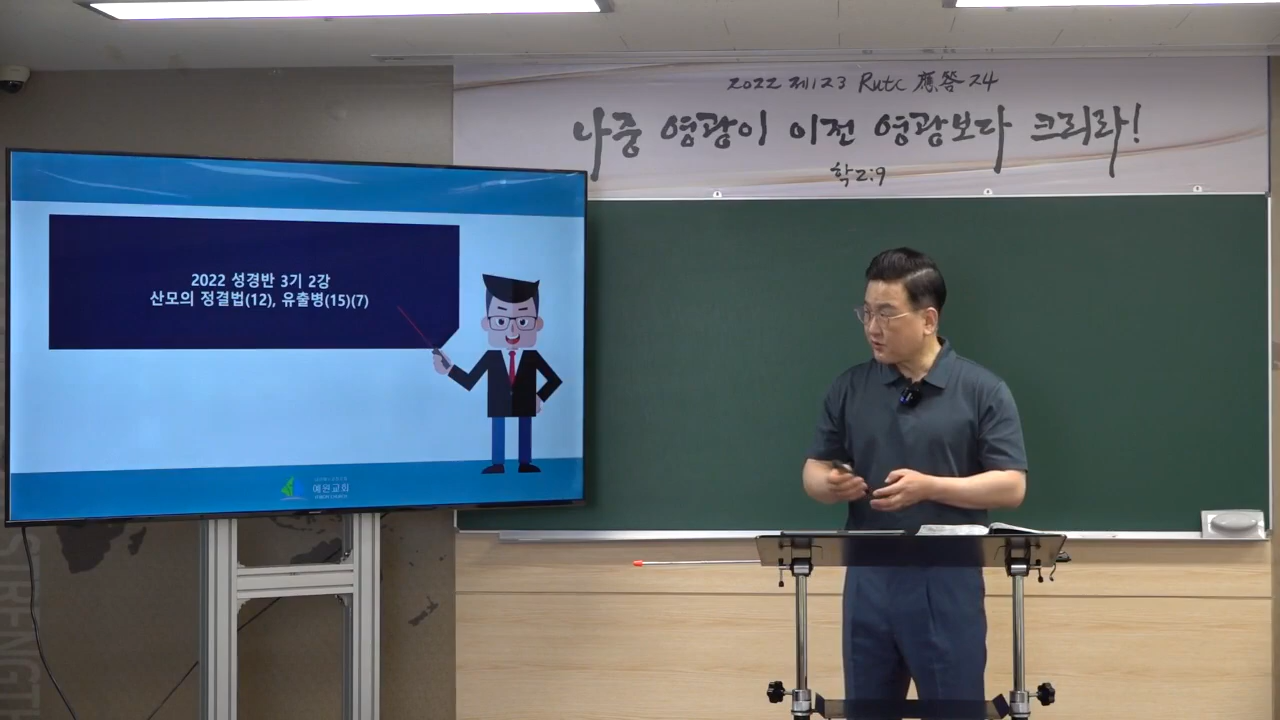 2022 제123 Rutc 應答 24
나중 영광이 이전 영광보다 크리라!
학2:9
2022 성경반 3기 2강
산모의 정결법(12), 유출병(15)(7)
예원교회
STRENGTH